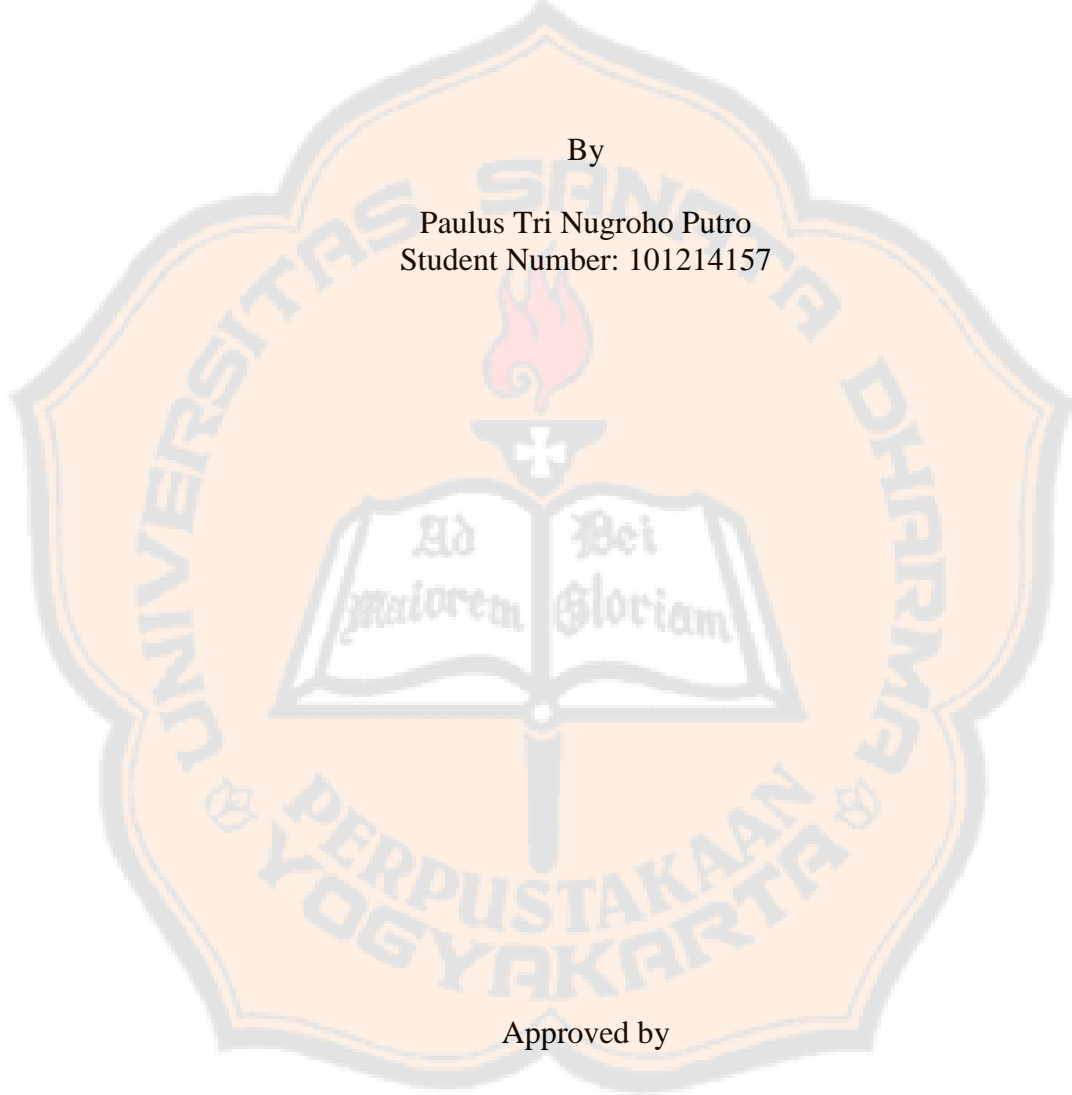 By
UNIVERSITAS SANATA DHARMA
Paulus Tri Nugroho Putro
Student Number: 101214157
Ad Dei
maiorem Gloriam
PERPUSTAKAAN
YOGYAKARTA
Approved by